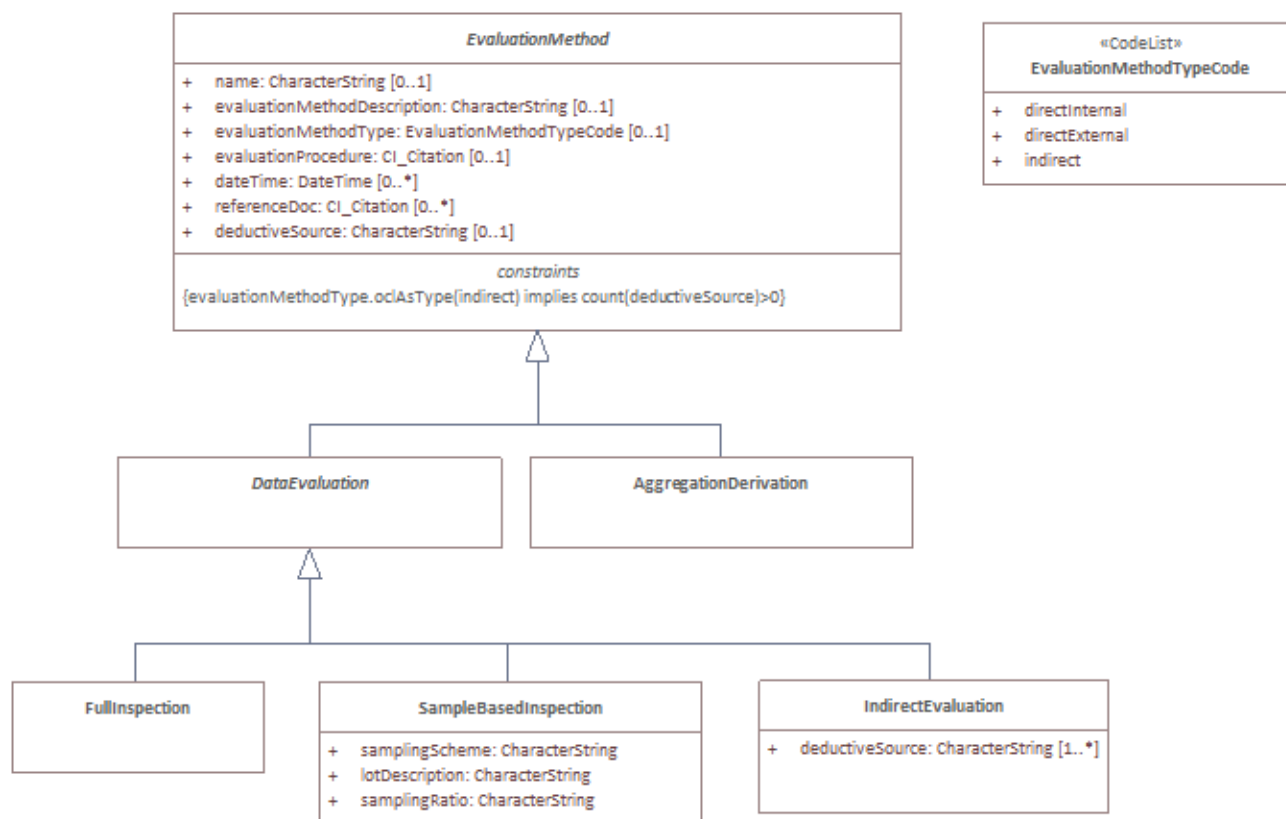 EvaluationMethod
+ name: CharacterString [0..1]
+ evaluationMethodDescription: CharacterString [0..1]
+ evaluationMethodType: EvaluationMethodTypeCode [0..1]
+ evaluationProcedure: CI_Citation [0..1]
+ dateTime: DateTime [0..*]
+ referenceDoc: CI_Citation [0..*]
+ deductiveSource: CharacterString [0..1]
constraints
{evaluationMethodType.oclAsType(indirect) implies count(deductiveSource)>0}
«CodeList»
EvaluationMethodTypeCode
+ directInternal
+ directExternal
+ indirect
DataEvaluation
AggregationDerivation
FullInspection
SampleBasedInspection
+ samplingScheme: CharacterString
+ lotDescription: CharacterString
+ samplingRatio: CharacterString
IndirectEvaluation
+ deductiveSource: CharacterString [1..*]